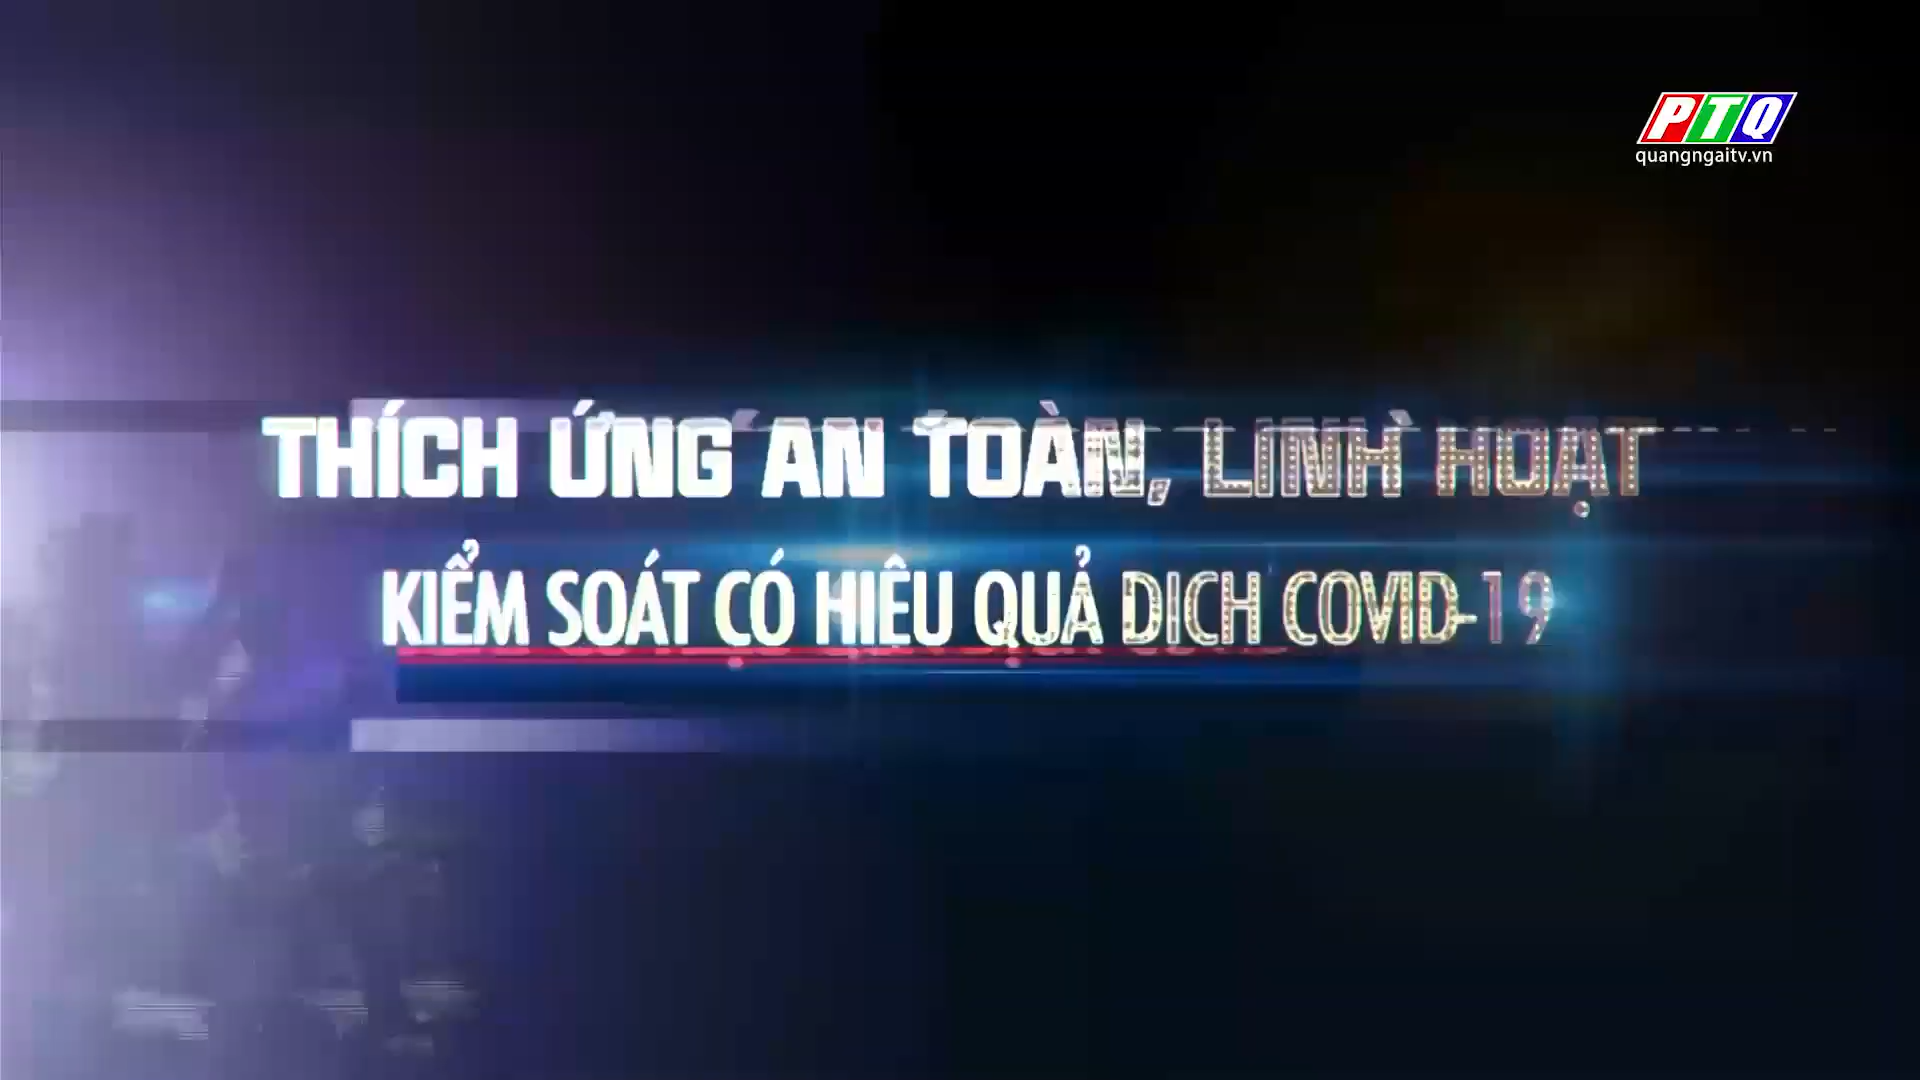 PTQ
quangngaitv.vn
THÍCH ỨNG AN TOÀN, LINH HOẠT
KIỂM SOÁT CÓ HIỆU QUẢ DỊCH COVID-19